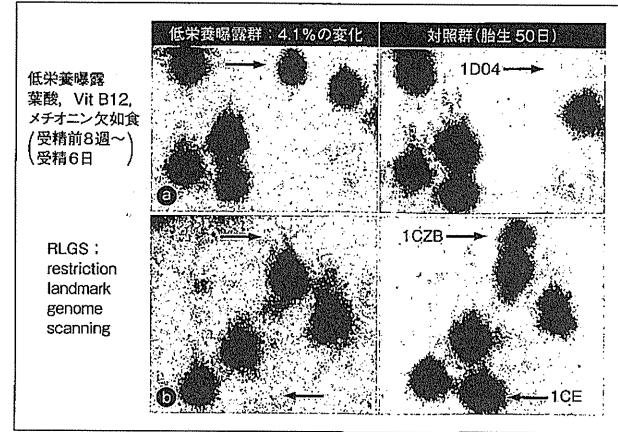 低栄養曝露群：4.1%の変化
対照群(胎生50日)
低栄養曝露
葉酸，Vit B12，
メチオニン欠如食
(受精前8週～
受精6日)
1D04
a
RLGS：
restriction
landmark
genome
scanning
1CZB
b
1CE